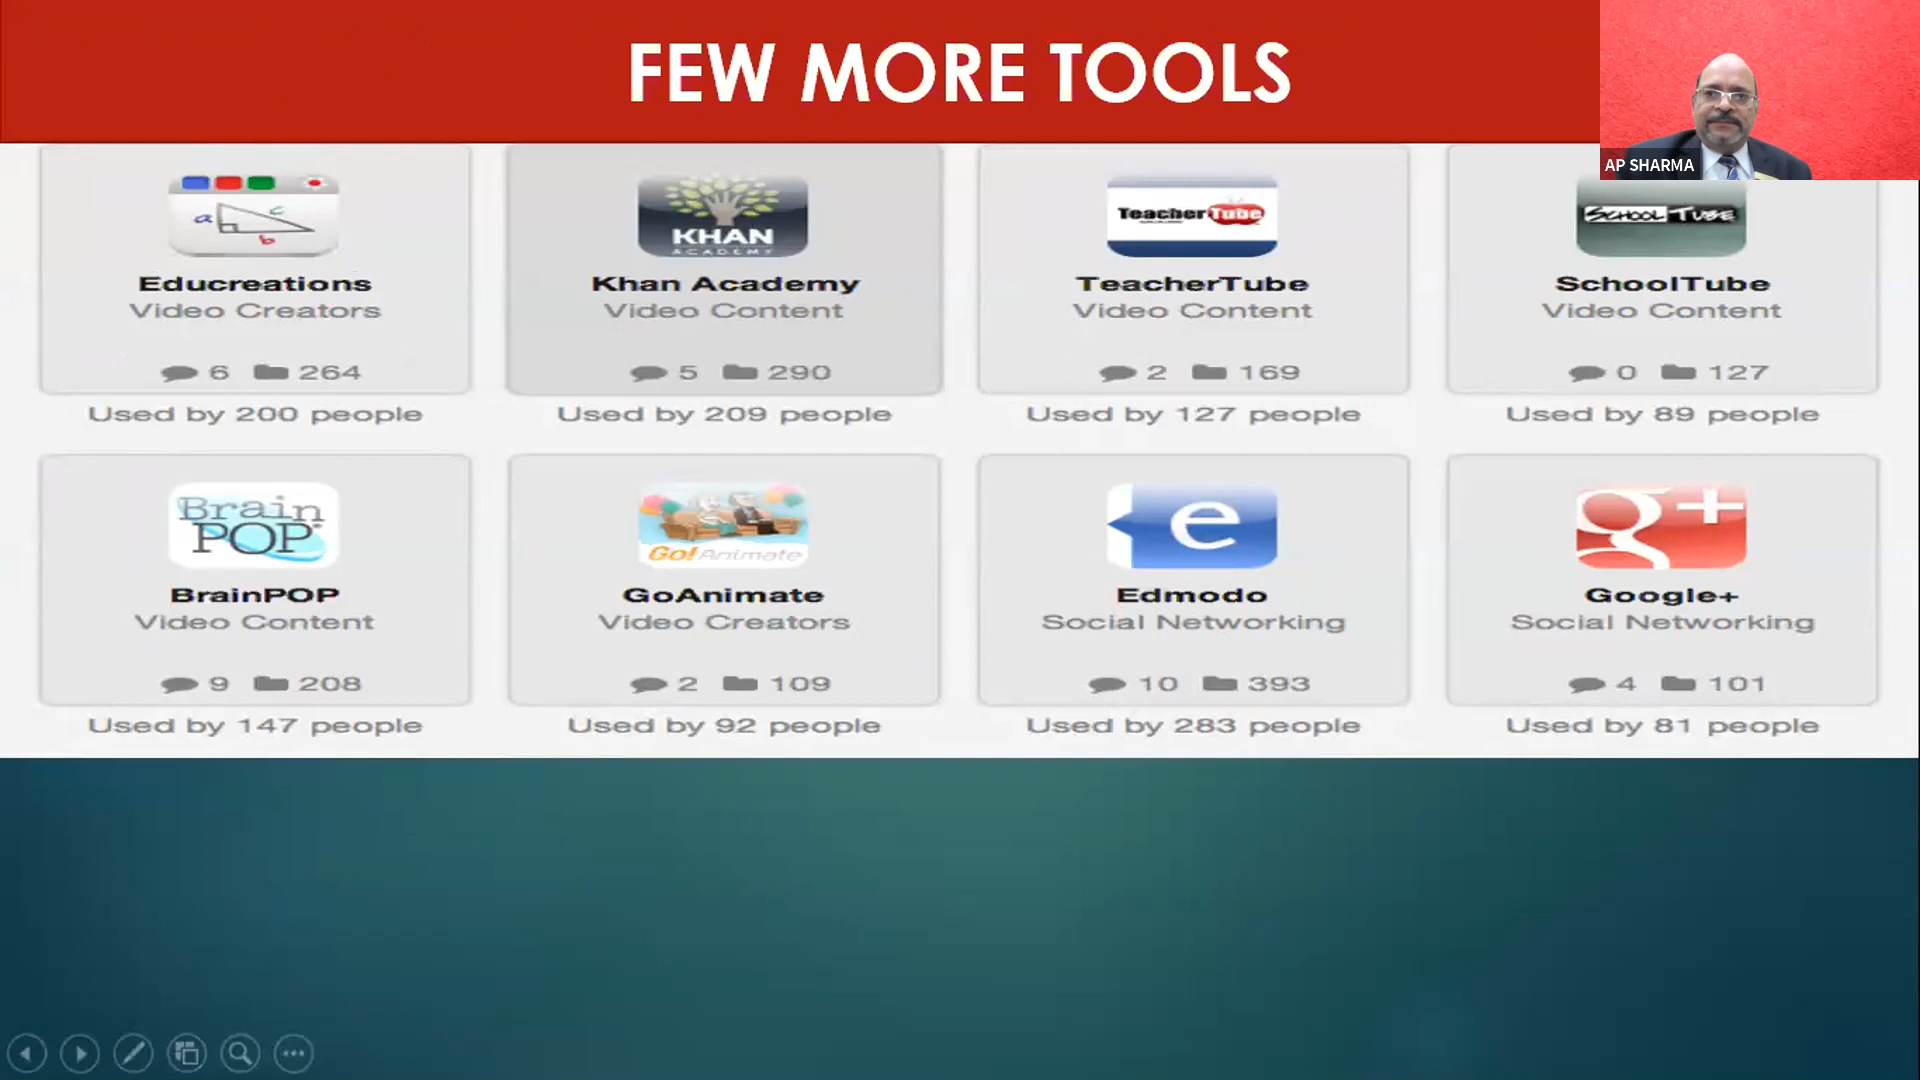 FEW MORE TOOLS
AP SHARMA
a c b
KHAN
ACADEMY
TeacherTube
SCHOOL TUBE
Educreations
Khan Academy
TeacherTube
SchoolTube
Video Creators
Video Content
Video Content
Video Content
6 264
5 290
2 169
0 127
Used by 200 people
Used by 209 people
Used by 127 people
Used by 89 people
Brain
POP
Go!Animate
e
g+
BrainPOP
GoAnimate
Edmodo
Google+
Video Content
Video Creators
Social Networking
Social Networking
9 208
2 109
10 393
4 101
Used by 147 people
Used by 92 people
Used by 283 people
Used by 81 people